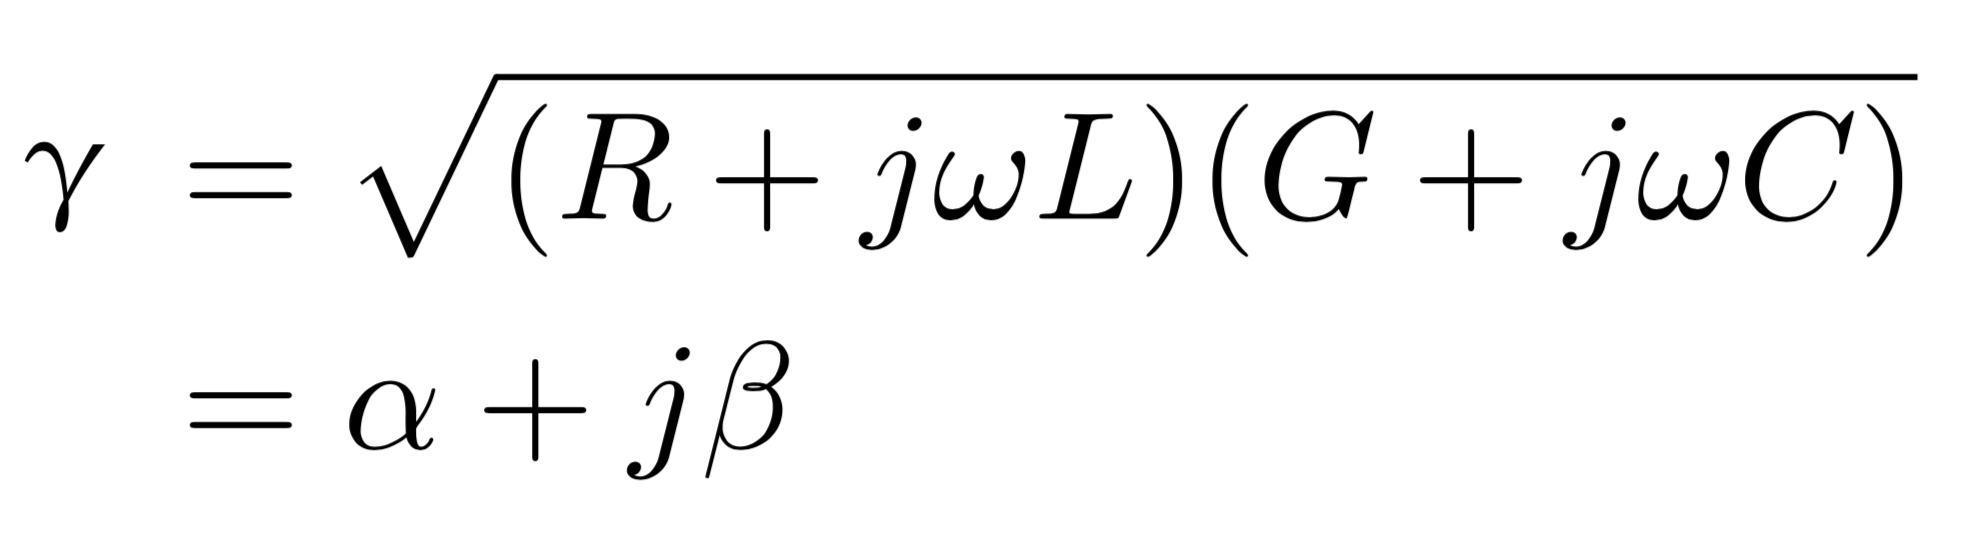 γ = √(R + jωL)(G + jωC)
= α + jβ